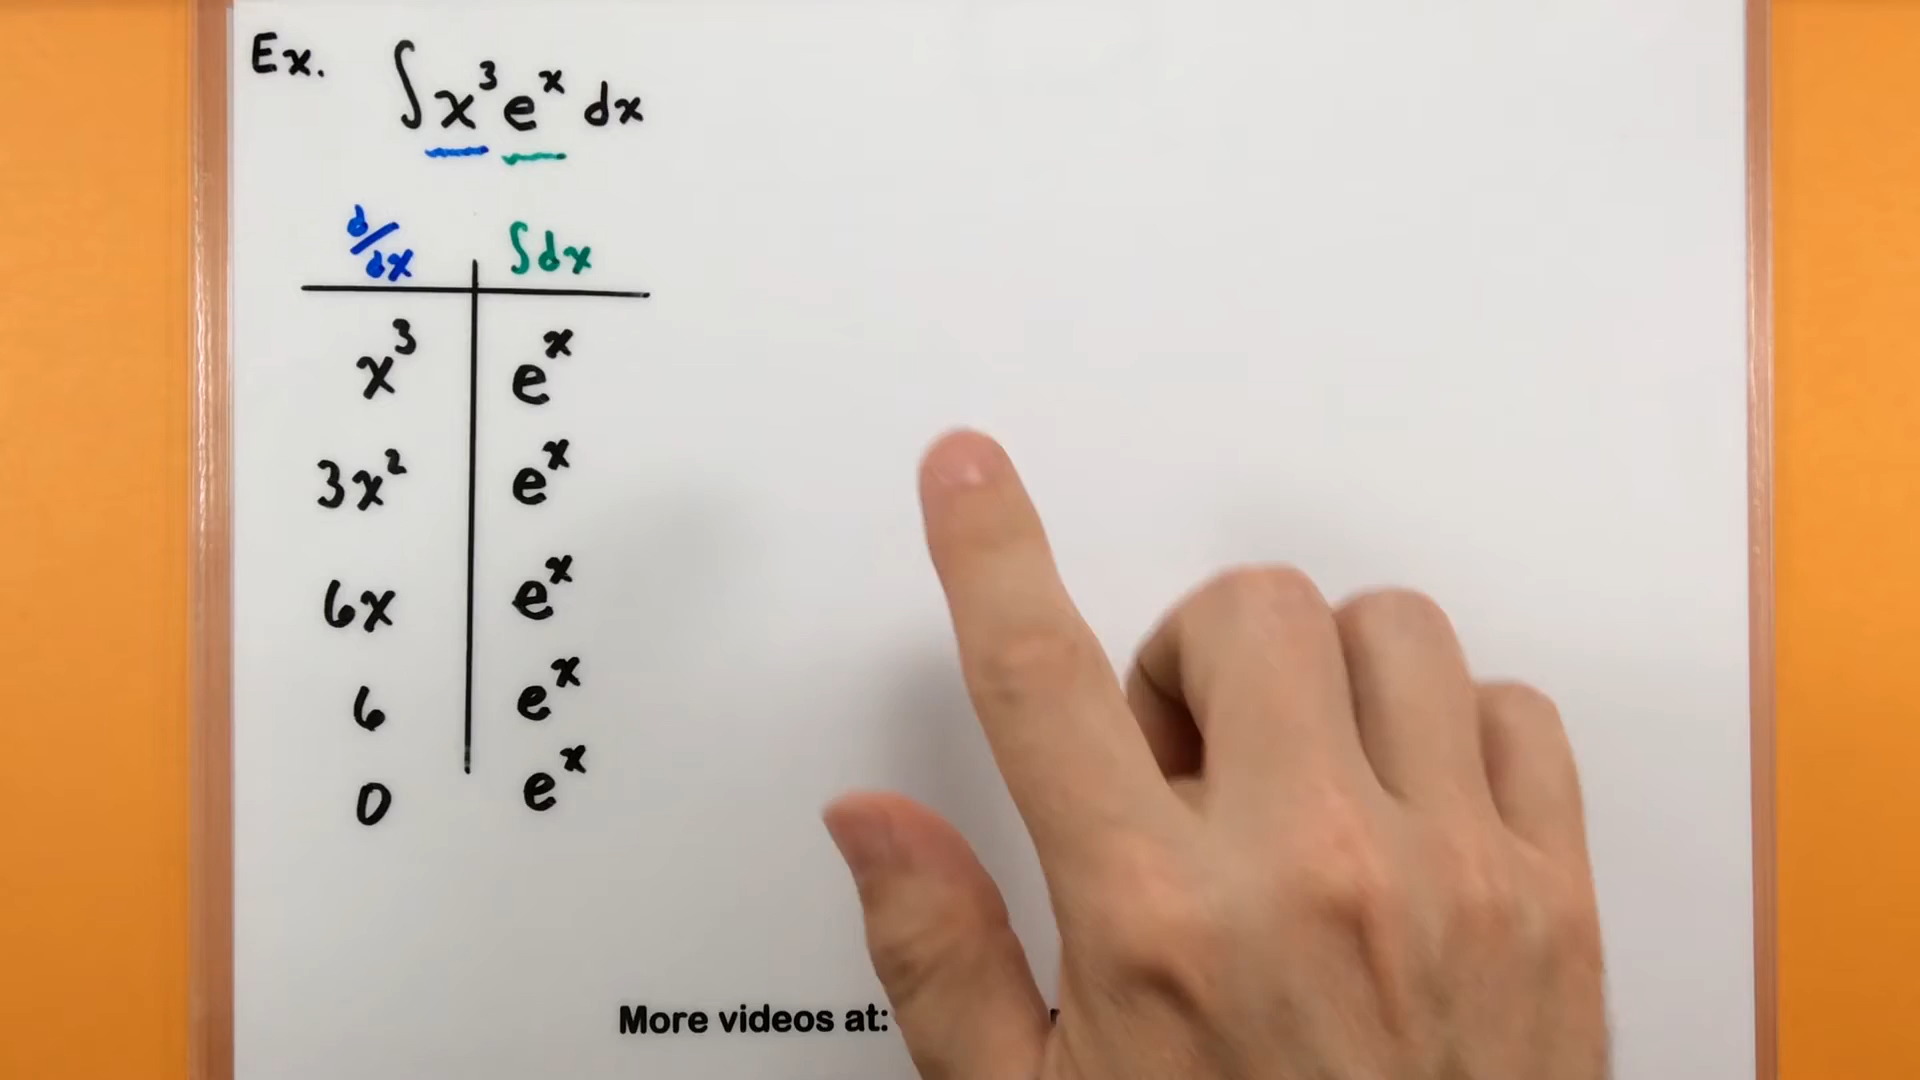 Ex. ∫x³eˣ dx
d/dx ∫dx
x³ eˣ
3x² eˣ
6x eˣ
6 eˣ
0 eˣ
More videos at: